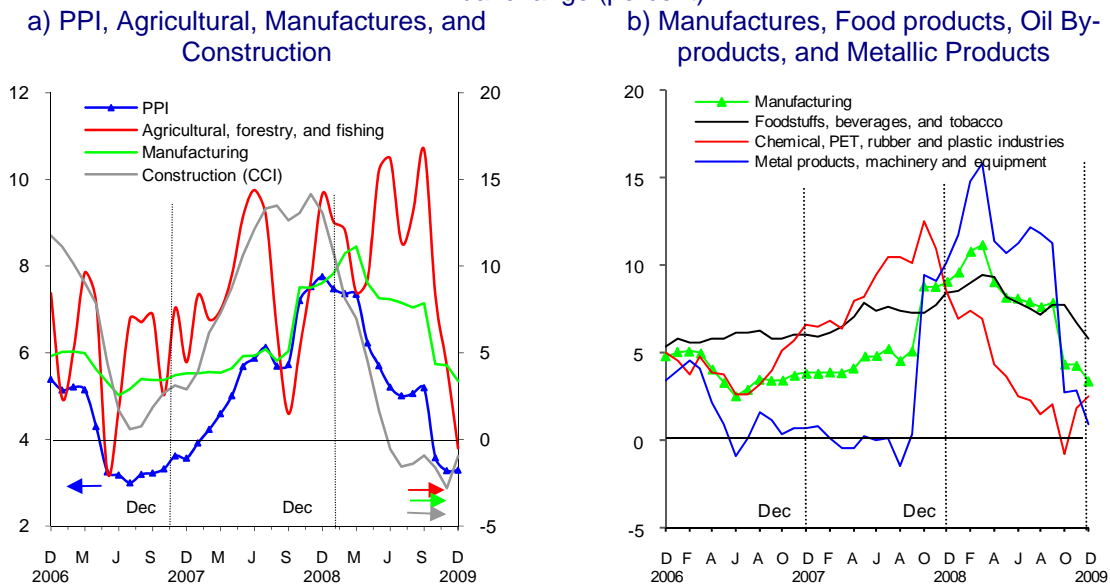 a) PPI, Agricultural, Manufactures, and
Construction
12
10
8
6
4
2
20
15
10
5
0
-5
PPI
Agricultural, forestry, and fishing
Manufacturing
Construction (CCI)
Dec
Dec
D M J S D M J S D M J S D
2006 2007 2008 2009
b) Manufactures, Food products, Oil By-
products, and Metallic Products
20
15
10
5
0
-5
Manufacturing
Foodstuffs, beverages, and tobacco
Chemical, PET, rubber and plastic industries
Metal products, machinery and equipment
Dec
Dec
D F A J A O D F A J A O D F A J A O D
2006 2007 2008 2009